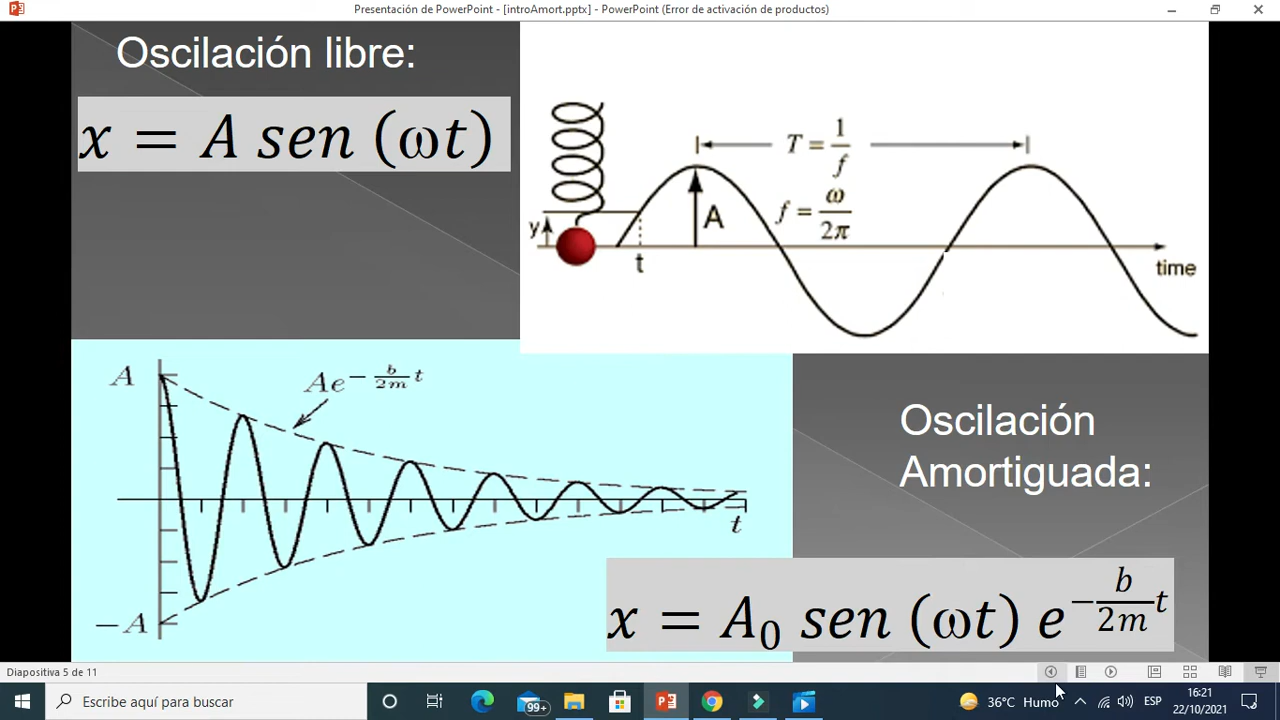 Presentación de PowerPoint - [introAmort.pptx] - PowerPoint (Error de activación de productos)
Oscilación libre:
x = A sen (ωt)
T = 1/f
f = ω/2π
y
A
t
time
A
Ae^{-\frac{b}{2m}t}
-A
t
Oscilación
Amortiguada:
x = A₀ sen (ωt) e^{-\frac{b}{2m}t}
Diapositiva 5 de 11
Escribe aquí para buscar
99+
36°C Humo
ESP
16:21
22/10/2021